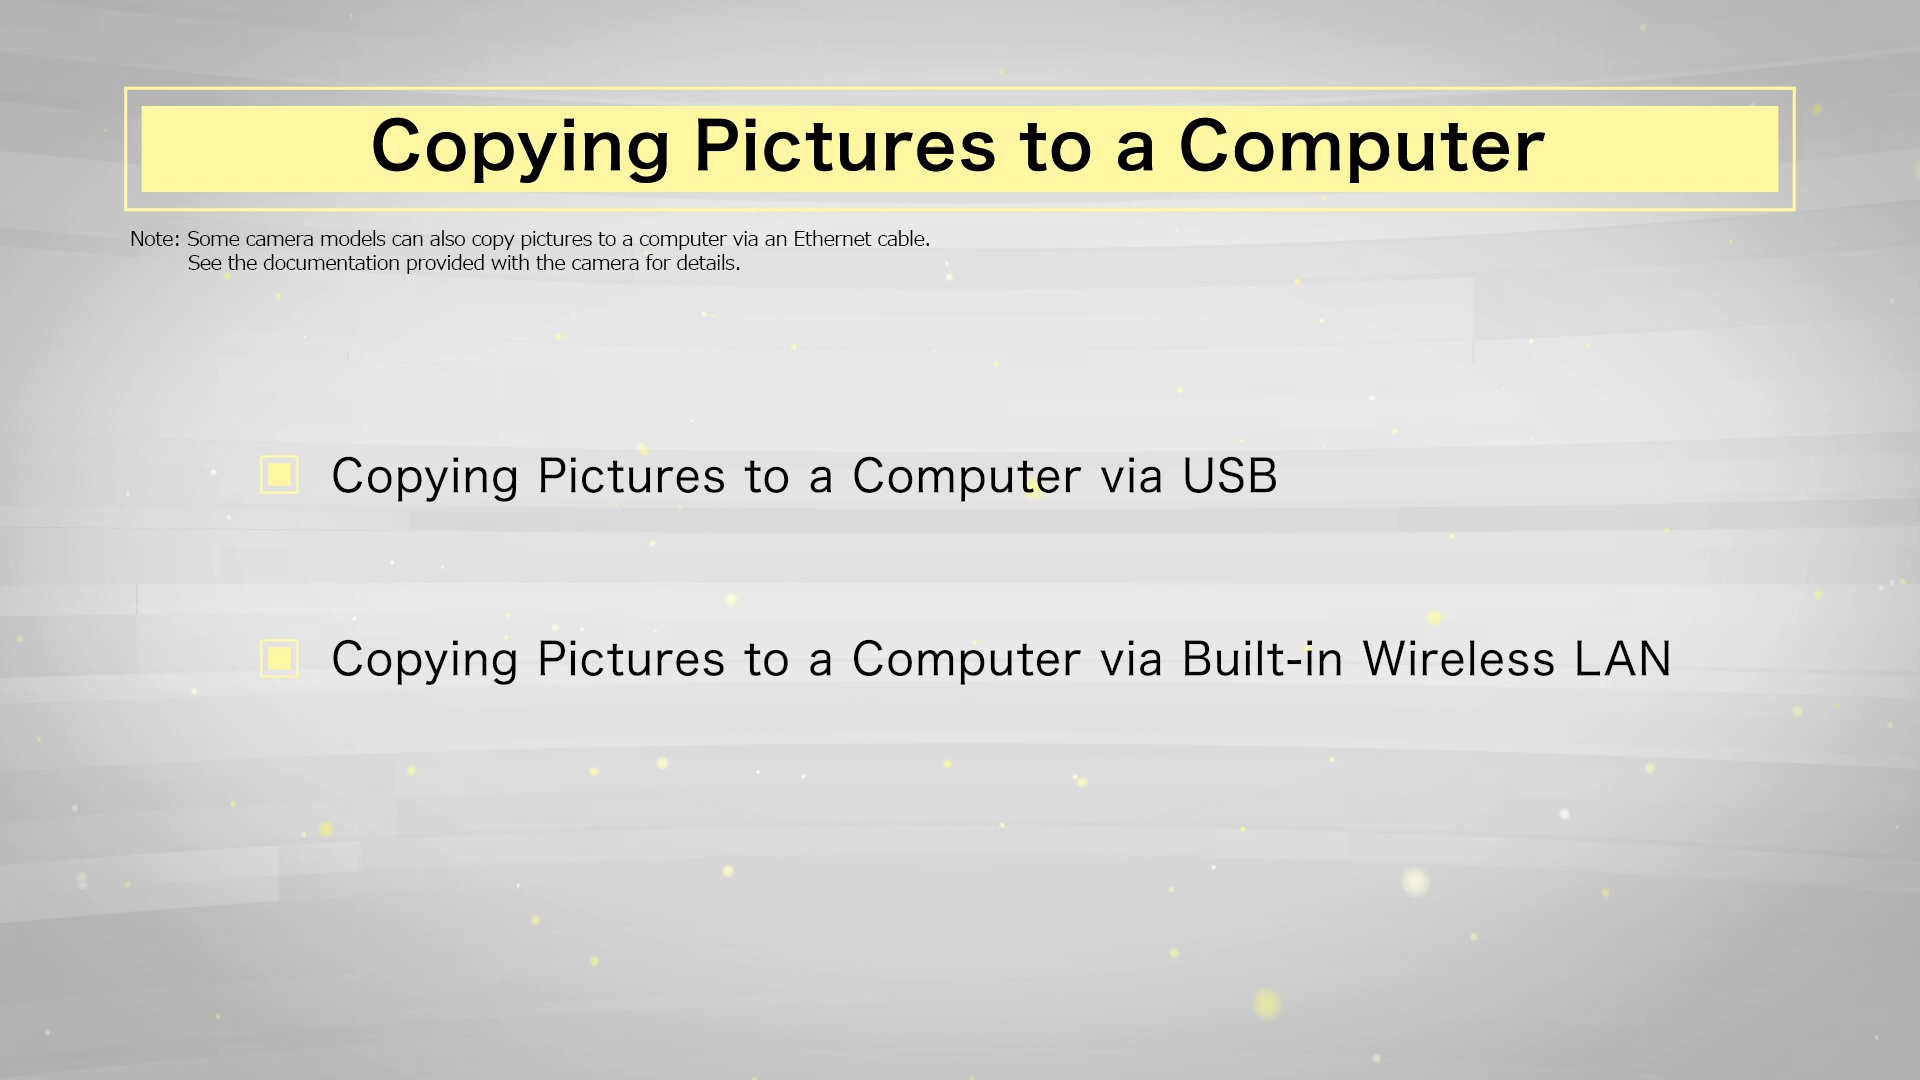 Copying Pictures to a Computer
Note: Some camera models can also copy pictures to a computer via an Ethernet cable.
See the documentation provided with the camera for details.
Copying Pictures to a Computer via USB
Copying Pictures to a Computer via Built-in Wireless LAN